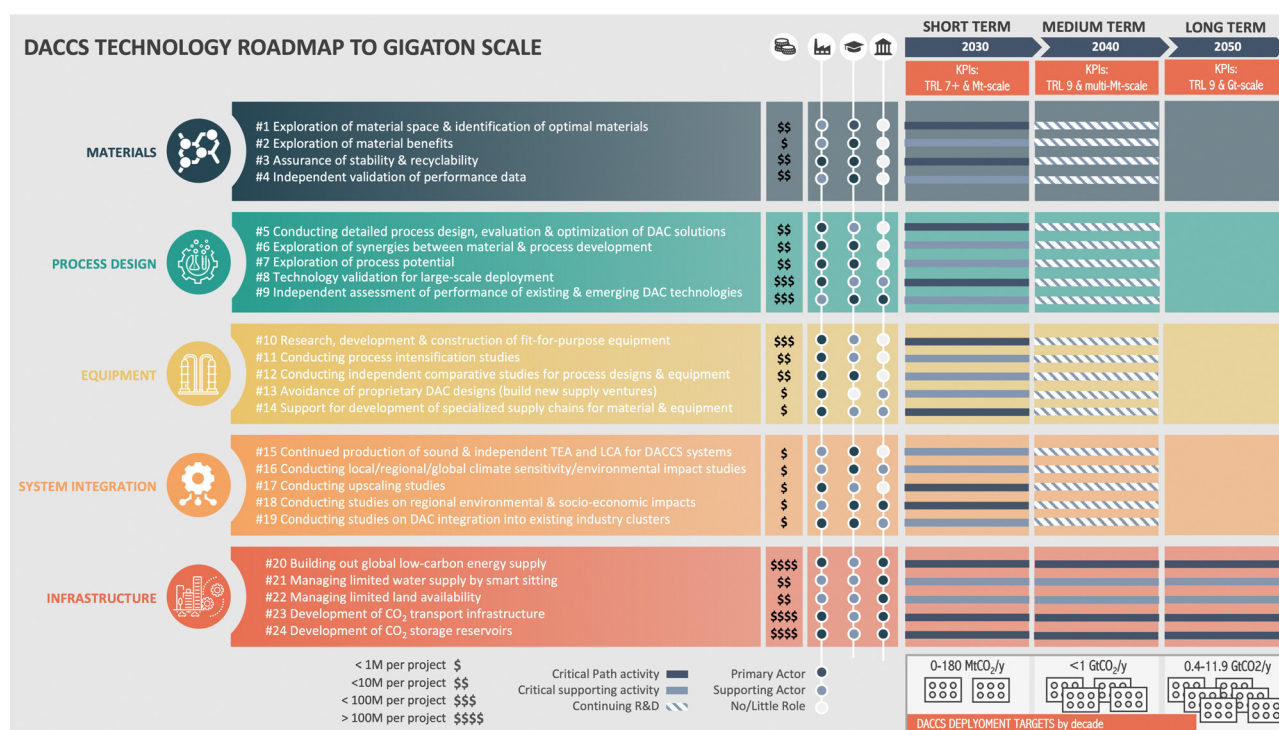 DACCS TECHNOLOGY ROADMAP TO GIGATON SCALE
SHORT TERM
MEDIUM TERM
LONG TERM
2030
2040
2050
KPIs:
TRL 7+ & Mt-scale
KPIs:
TRL 9 & multi-Mt-scale
KPIs:
TRL 9 & Gt-scale
MATERIALS
#1 Exploration of material space & identification of optimal materials $$
#2 Exploration of material benefits $
#3 Assurance of stability & recyclability $$
#4 Independent validation of performance data $$
PROCESS DESIGN
#5 Conducting detailed process design, evaluation & optimization of DAC solutions $$
#6 Exploration of synergies between material & process development $$
#7 Exploration of process potential $$
#8 Technology validation for large-scale deployment $$$
#9 Independent assessment of performance of existing & emerging DAC technologies $$$
EQUIPMENT
#10 Research, development & construction of fit-for-purpose equipment $$$
#11 Conducting process intensification studies $$
#12 Conducting independent comparative studies for process designs & equipment $$
#13 Avoidance of proprietary DAC designs (build new supply ventures) $
#14 Support for development of specialized supply chains for material & equipment $
SYSTEM INTEGRATION
#15 Continued production of sound & independent TEA and LCA for DACCS systems $
#16 Conducting local/regional/global climate sensitivity/environmental impact studies $
#17 Conducting upscaling studies $
#18 Conducting studies on regional environmental & socio-economic impacts $
#19 Conducting studies on DAC integration into existing industry clusters $
INFRASTRUCTURE
#20 Building out global low-carbon energy supply $$$$
#21 Managing limited water supply by smart sitting $$
#22 Managing limited land availability $$
#23 Development of CO₂ transport infrastructure $$$$
#24 Development of CO₂ storage reservoirs $$$$
< 1M per project $
<10M per project $$
< 100M per project $$$
> 100M per project $$$$
Critical Path activity
Critical supporting activity
Continuing R&D
Primary Actor
Supporting Actor
No/Little Role
0-180 MtCO₂/y
<1 GtCO₂/y
0.4-11.9 GtCO2/y
DACCS DEPLYOMENT TARGETS by decade